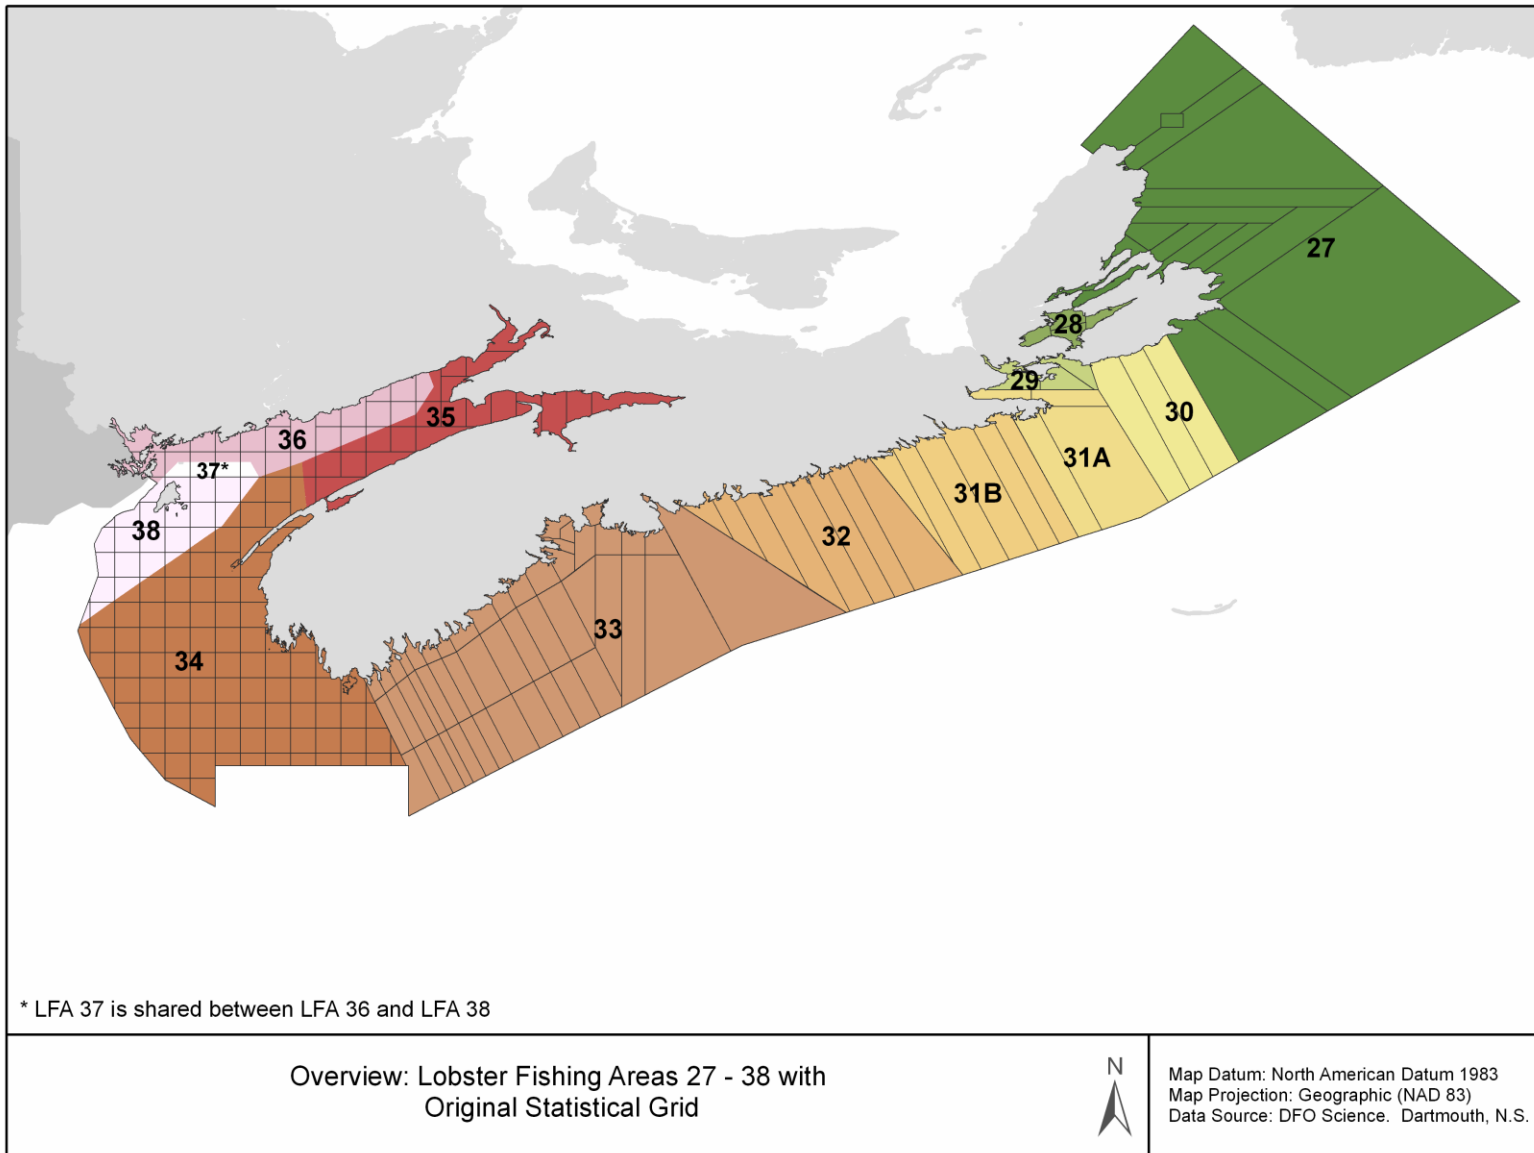 27
28
29
30
31A
31B
32
33
34
35
36
37*
38
* LFA 37 is shared between LFA 36 and LFA 38
Overview: Lobster Fishing Areas 27 - 38 with
Original Statistical Grid
N
Map Datum: North American Datum 1983
Map Projection: Geographic (NAD 83)
Data Source: DFO Science. Dartmouth, N.S.